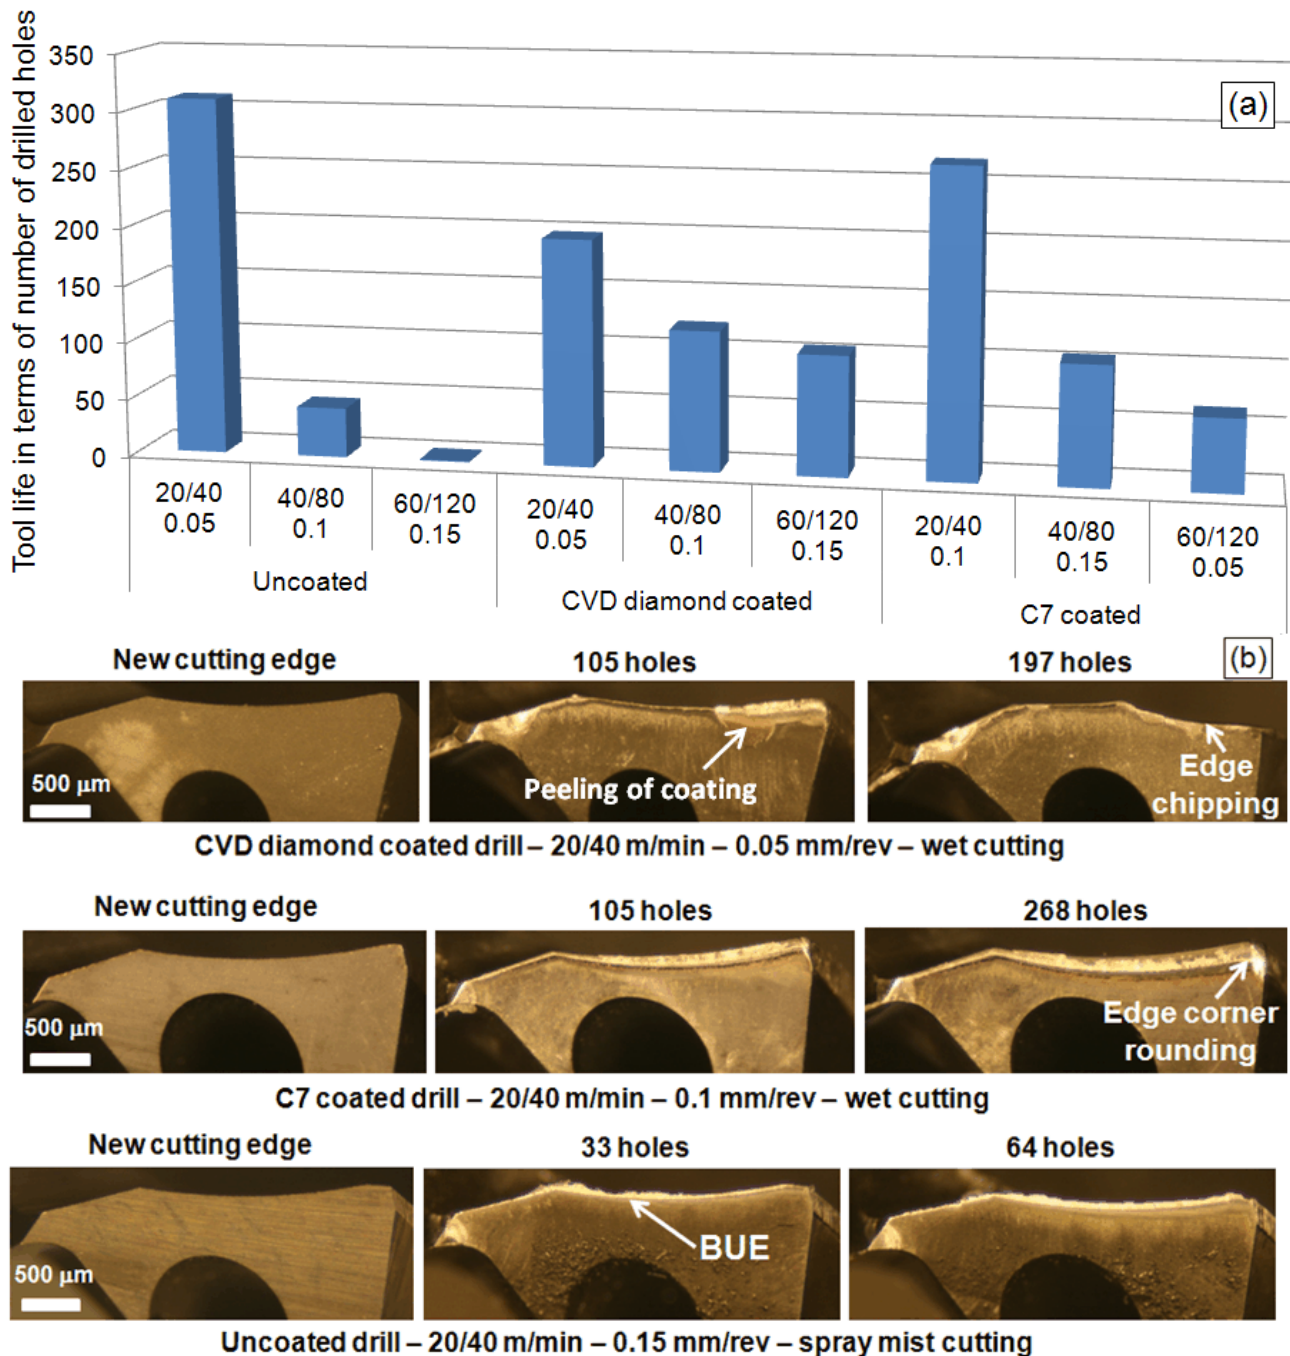 Tool life in terms of number of drilled holes
350
300
250
200
150
100
50
0
(a)
20/40 40/80 60/120 20/40 40/80 60/120 20/40 40/80 60/120
0.05 0.1 0.15 0.05 0.1 0.15 0.1 0.15 0.05
Uncoated CVD diamond coated C7 coated
(b)
New cutting edge 105 holes 197 holes
500 μm
Peeling of coating
Edge
chipping
CVD diamond coated drill – 20/40 m/min – 0.05 mm/rev – wet cutting
New cutting edge 105 holes 268 holes
500 μm
Edge corner
rounding
C7 coated drill – 20/40 m/min – 0.1 mm/rev – wet cutting
New cutting edge 33 holes 64 holes
500 μm
BUE
Uncoated drill – 20/40 m/min – 0.15 mm/rev – spray mist cutting